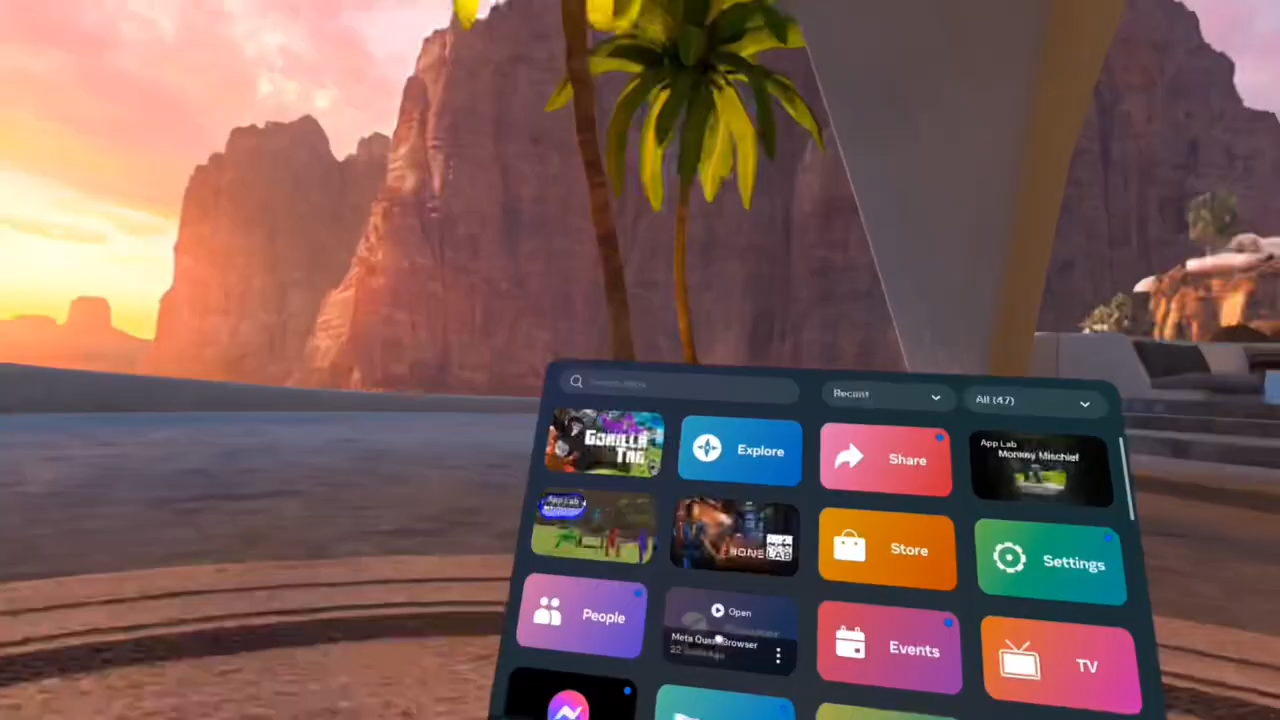 Recent
All (47)
GORILLA
TAG
Explore
Share
App Lab
Monkey Mischief
App Lab
BONELAB
Store
Settings
People
Open
Meta Quest Browser
Events
TV